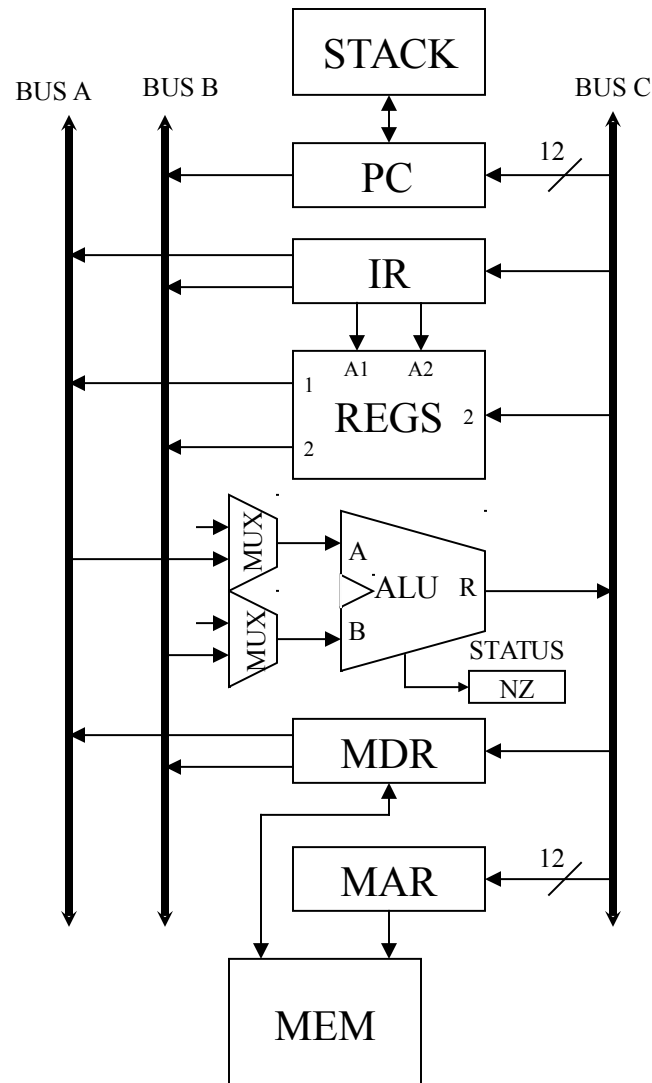 STACK
BUS A
BUS B
BUS C
PC
12
IR
A1 A2
1
REGS
2
2
MUX
A
ALU
R
MUX
B
STATUS
NZ
MDR
12
MAR
MEM